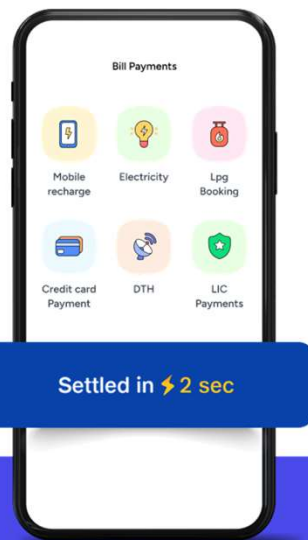 Bill Payments
Mobile
recharge
Electricity
Lpg
Booking
Credit card
Payment
DTH
LIC
Payments
Settled in ⚡2 sec